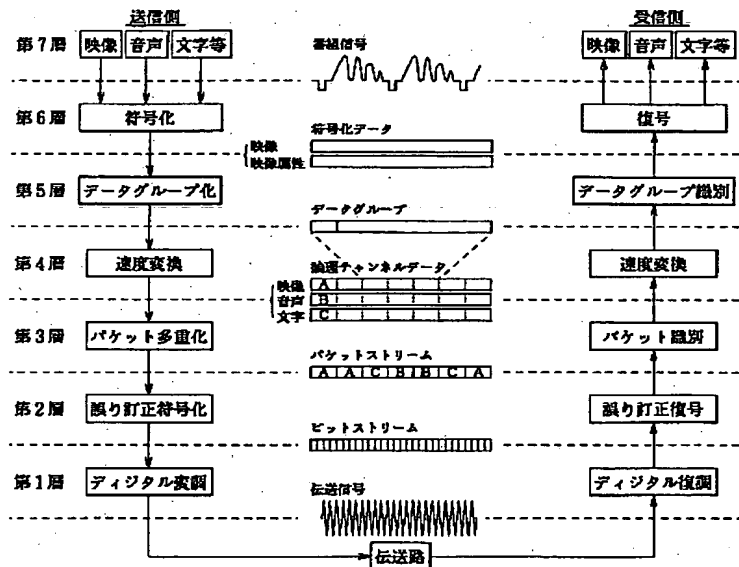 送信側
受信側
第7層
映像 音声 文字等
番組信号
映像 音声 文字等
第6層
符号化
符号化データ
復号
映像
映像属性
第5層
データグループ化
データグループ識別
データグループ
第4層
速度変換
論理チャンネルデータ
速度変換
映像 A
音声 B
文字 C
第3層
パケット多重化
パケット識別
パケットストリーム
A A C B B C A
第2層
誤り訂正符号化
誤り訂正復号
ビットストリーム
第1層
ディジタル変調
伝送信号
ディジタル復調
伝送路